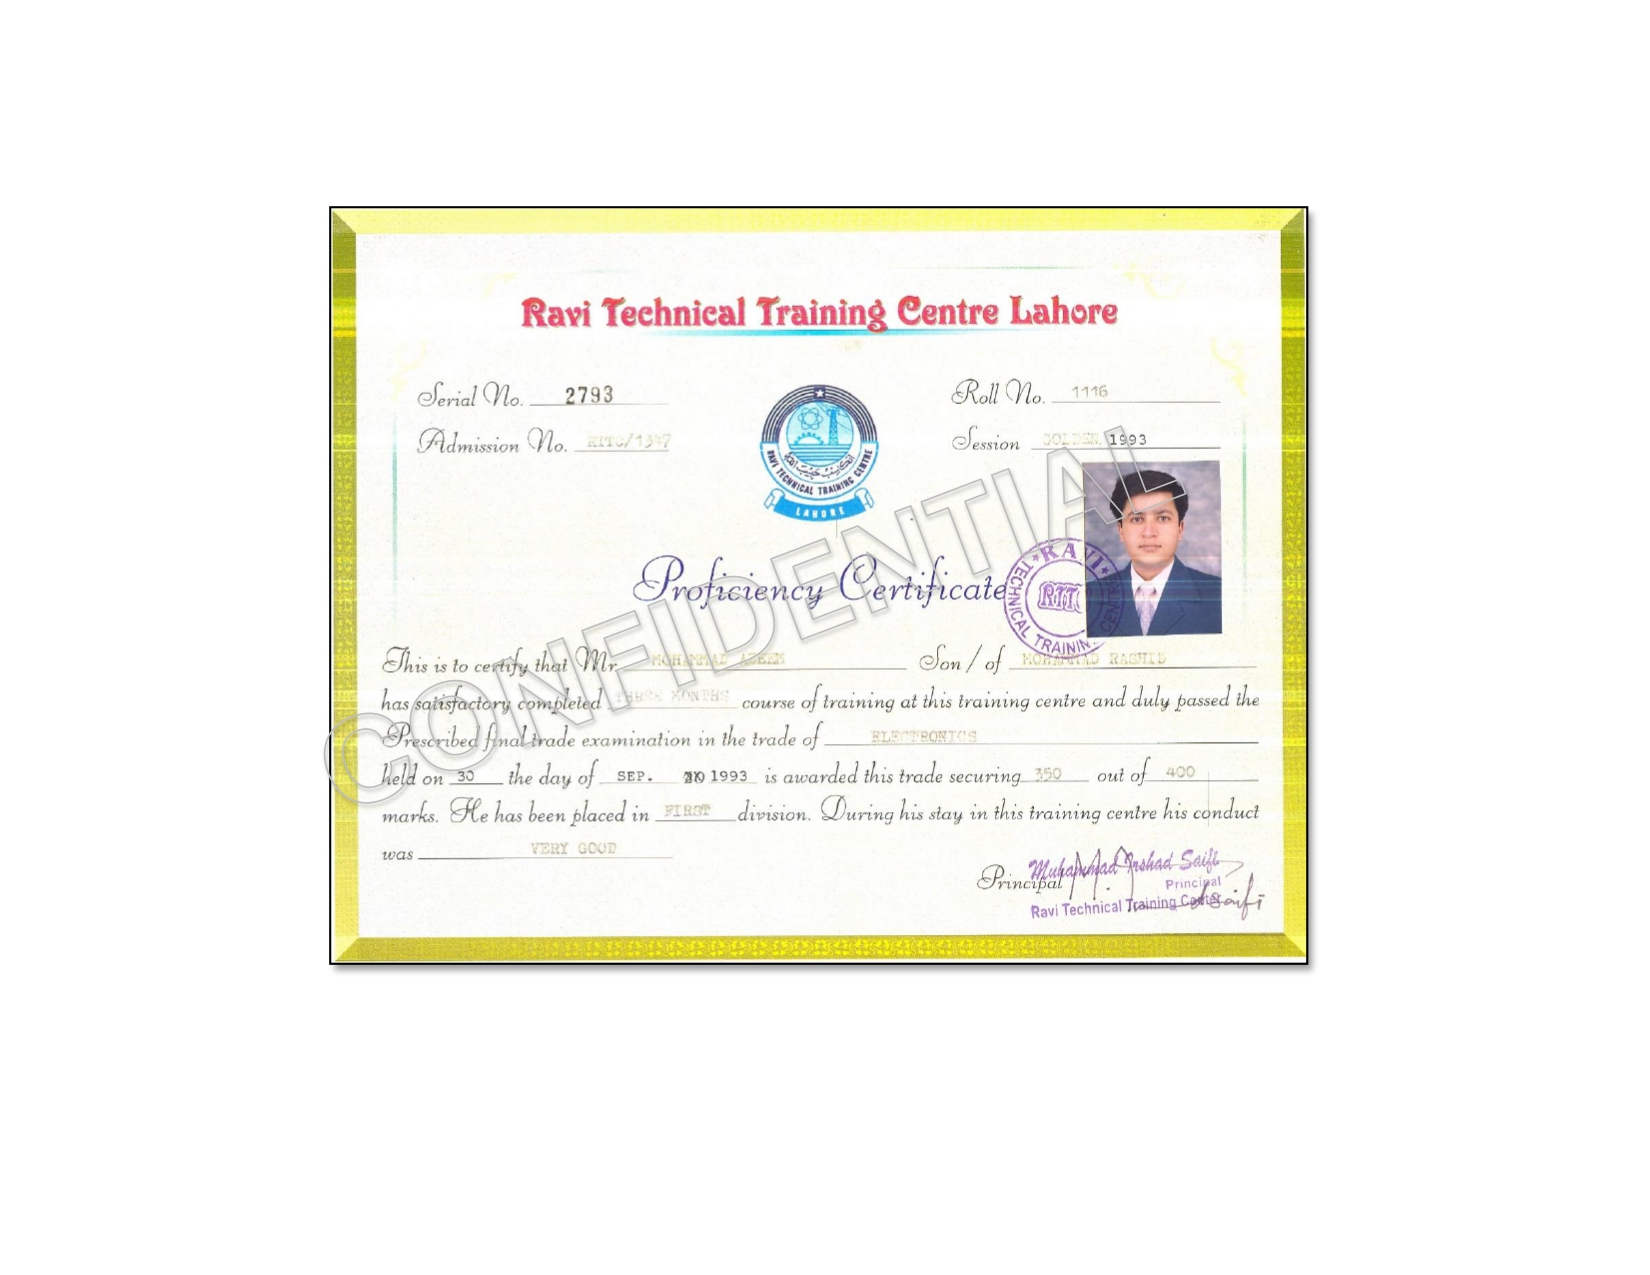 Ravi Technical Training Centre Lahore
Serial No. 2793
Roll No. 1116
Admission No. RITC/1347
Session GOLDEN, 1993
RAVI TECHNICAL TRAINING CENTRE
LAHORE
CONFIDENTIAL
Proficiency Certificate
RAVI TECHNICAL TRAINING CENTRE
This is to certify that Mr. MOHAMMAD AZEEM Son / of MOHAMMAD RASHID
has satisfactory completed THREE MONTHS course of training at this training centre and duly passed the
Prescribed final trade examination in the trade of ELECTRONICS
held on 30 the day of SEP. 1993 is awarded this trade securing 350 out of 400
marks. He has been placed in FIRST division. During his stay in this training centre his conduct
was VERY GOOD
Muhammad Arshad Saifi
Principal
Principal
Ravi Technical Training Center